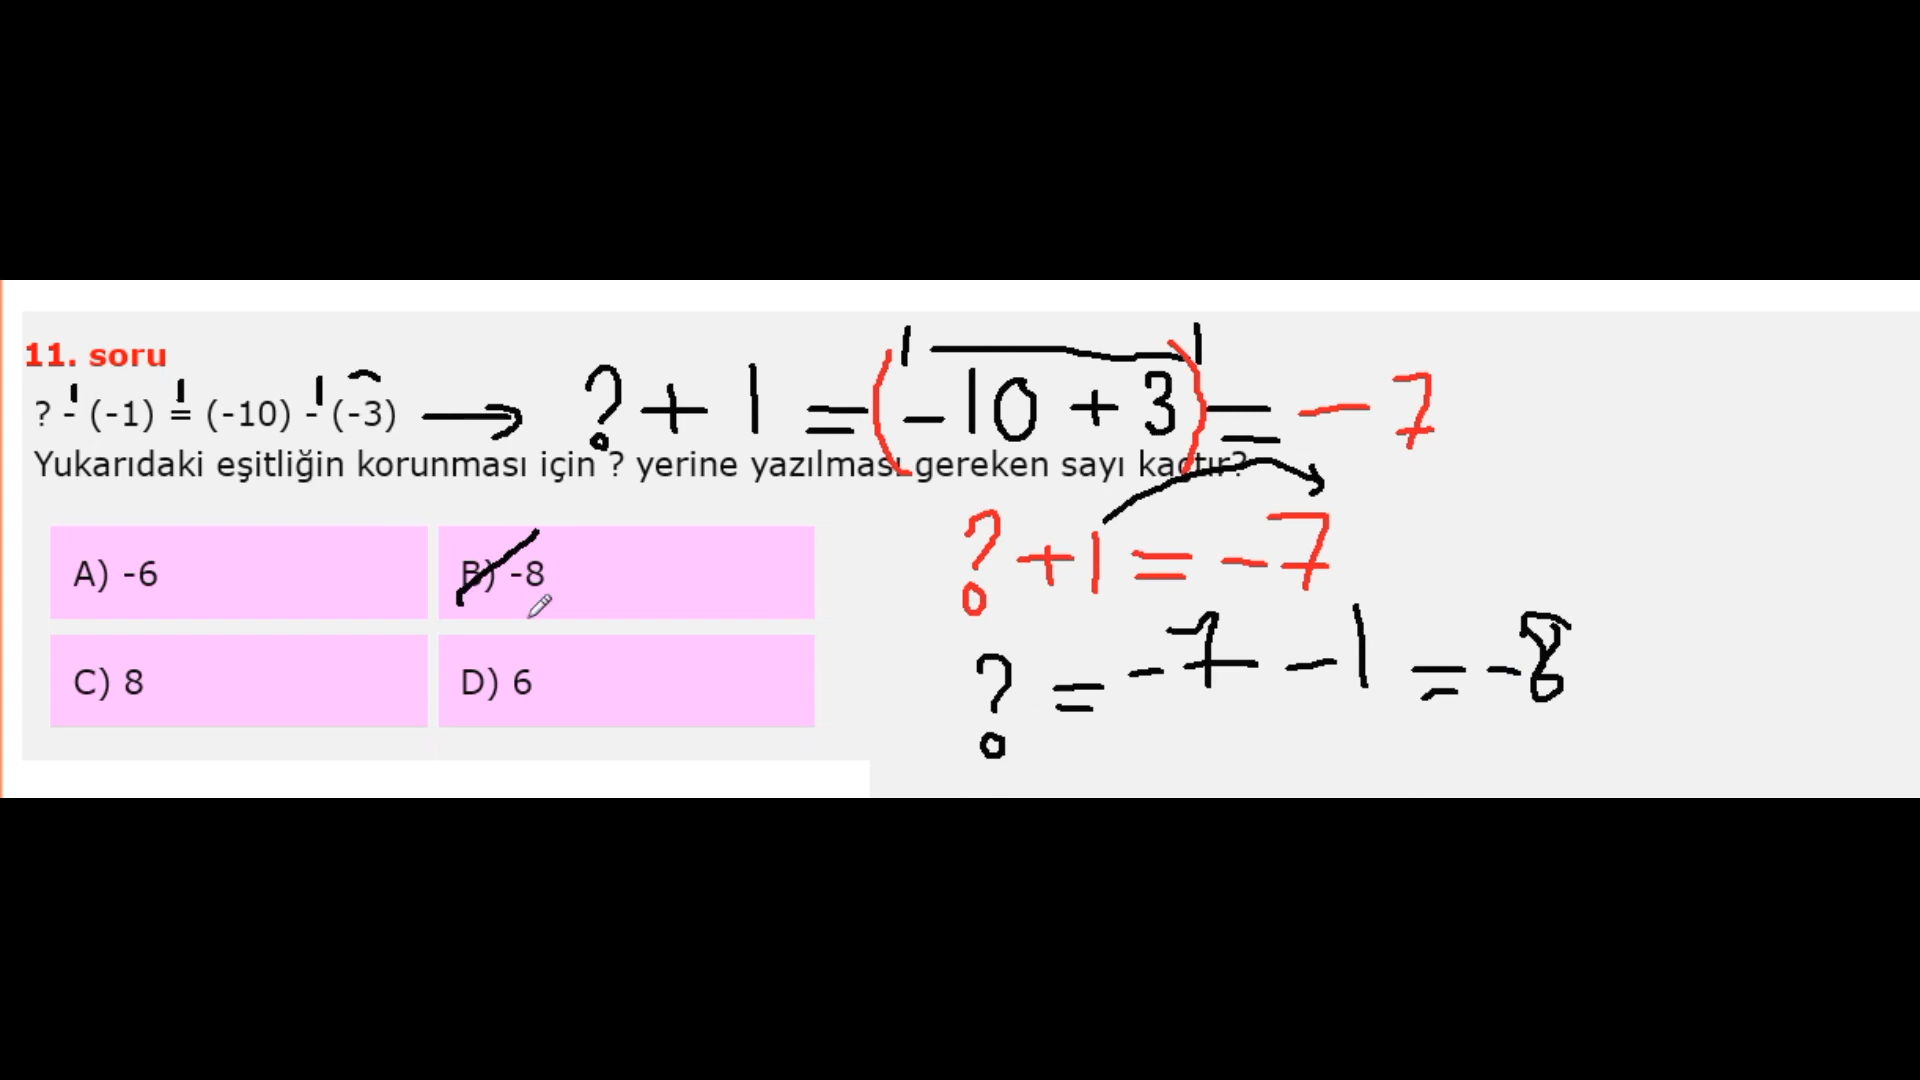 11. soru
? - (-1) = (-10) - (-3) → ? + 1 = (-10 + 3) = -7
Yukarıdaki eşitliğin korunması için ? yerine yazılması gereken sayı kaçtır?
? + 1 = -7
A) -6 B) -8
? = -7 - 1 = -8
C) 8 D) 6